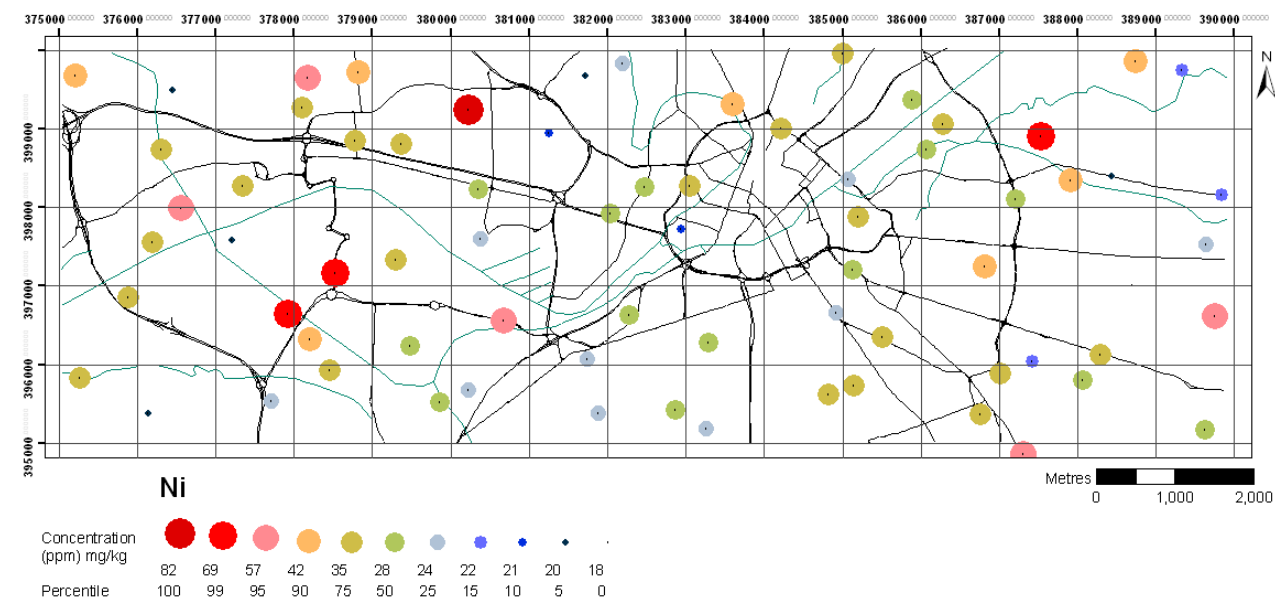 375000 376000 377000 378000 379000 380000 381000 382000 383000 384000 385000 386000 387000 388000 389000 390000
N
399000
398000
397000
396000
395000
Metres
0 1,000 2,000
Ni
Concentration
(ppm) mg/kg
82 69 57 42 35 28 24 22 21 20 18
Percentile 100 99 95 90 75 50 25 15 10 5 0